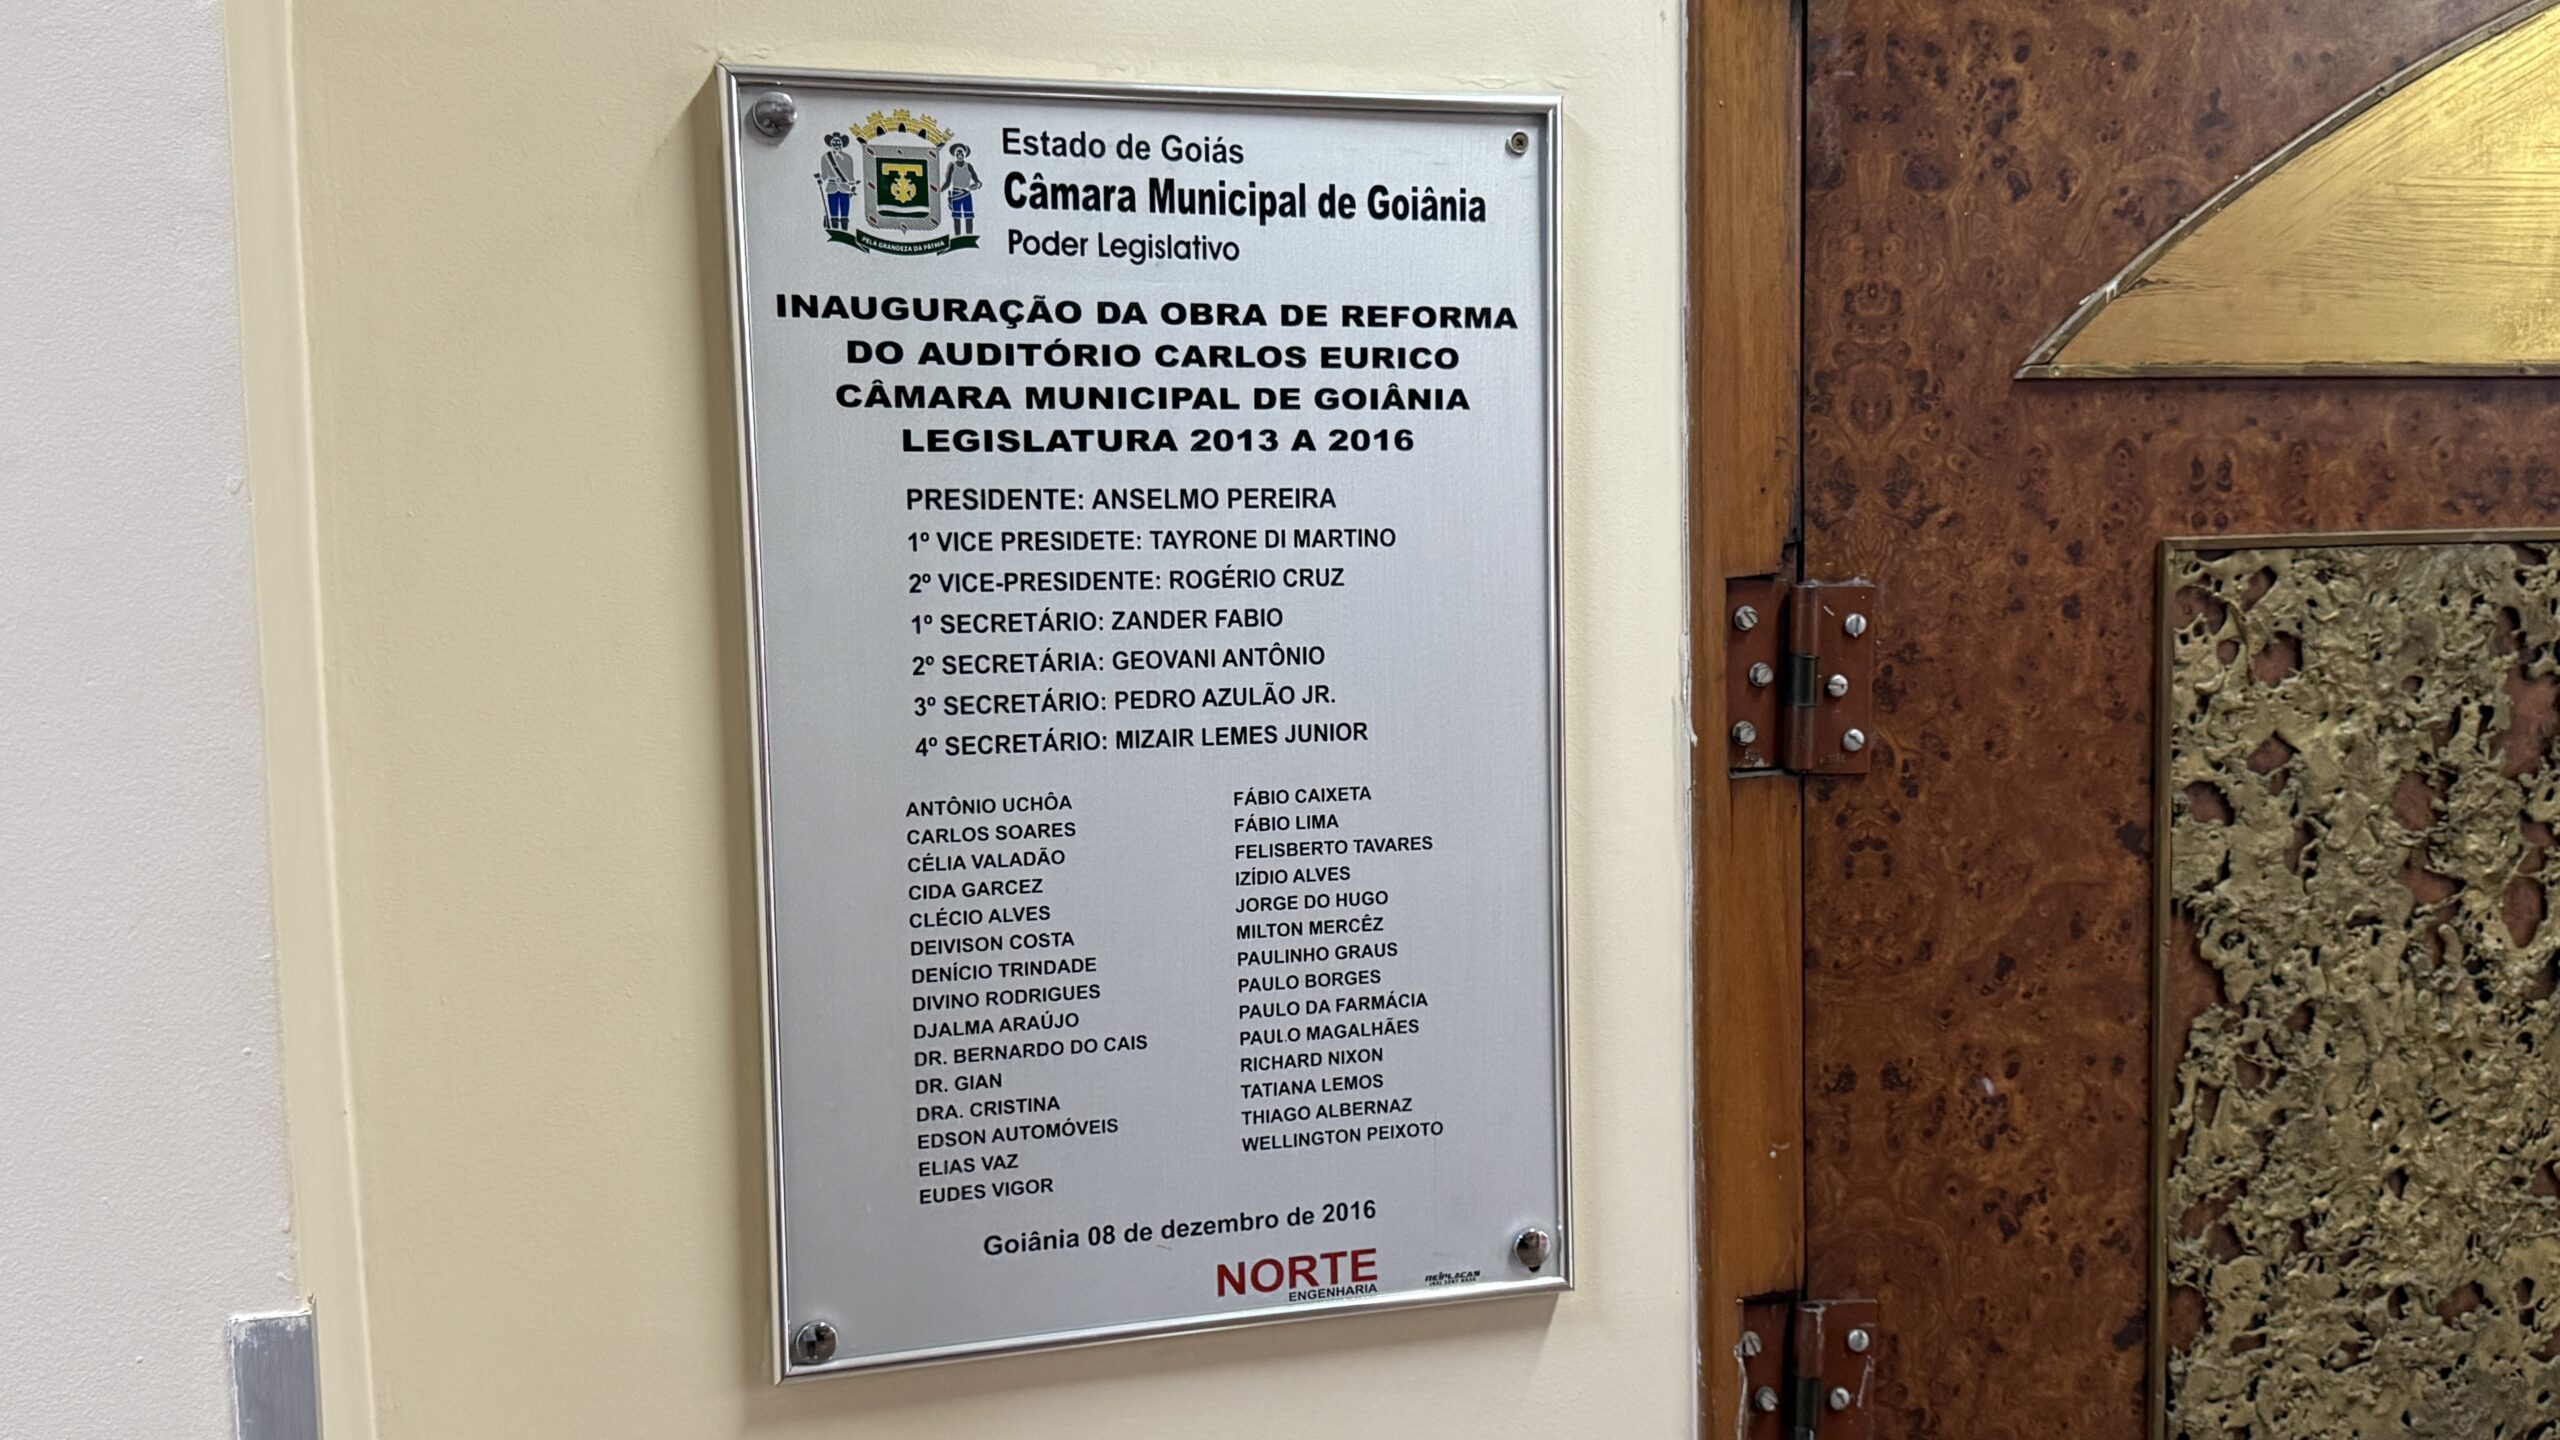 Estado de Goiás
Câmara Municipal de Goiânia
Poder Legislativo
PELA GRANDEZA DA PÁTRIA
INAUGURAÇÃO DA OBRA DE REFORMA
DO AUDITÓRIO CARLOS EURICO
CÂMARA MUNICIPAL DE GOIÂNIA
LEGISLATURA 2013 A 2016
PRESIDENTE: ANSELMO PEREIRA
1º VICE PRESIDETE: TAYRONE DI MARTINO
2º VICE-PRESIDENTE: ROGÉRIO CRUZ
1º SECRETÁRIO: ZANDER FABIO
2º SECRETÁRIA: GEOVANI ANTÔNIO
3º SECRETÁRIO: PEDRO AZULÃO JR.
4º SECRETÁRIO: MIZAIR LEMES JUNIOR
ANTÔNIO UCHÔA
CARLOS SOARES
CÉLIA VALADÃO
CIDA GARCEZ
CLÉCIO ALVES
DEIVISON COSTA
DENÍCIO TRINDADE
DIVINO RODRIGUES
DJALMA ARAÚJO
DR. BERNARDO DO CAIS
DR. GIAN
DRA. CRISTINA
EDSON AUTOMÓVEIS
ELIAS VAZ
EUDES VIGOR
FÁBIO CAIXETA
FÁBIO LIMA
FELISBERTO TAVARES
IZÍDIO ALVES
JORGE DO HUGO
MILTON MERCÊZ
PAULINHO GRAUS
PAULO BORGES
PAULO DA FARMÁCIA
PAULO MAGALHÃES
RICHARD NIXON
TATIANA LEMOS
THIAGO ALBERNAZ
WELLINGTON PEIXOTO
Goiânia 08 de dezembro de 2016
NORTE
ENGENHARIA